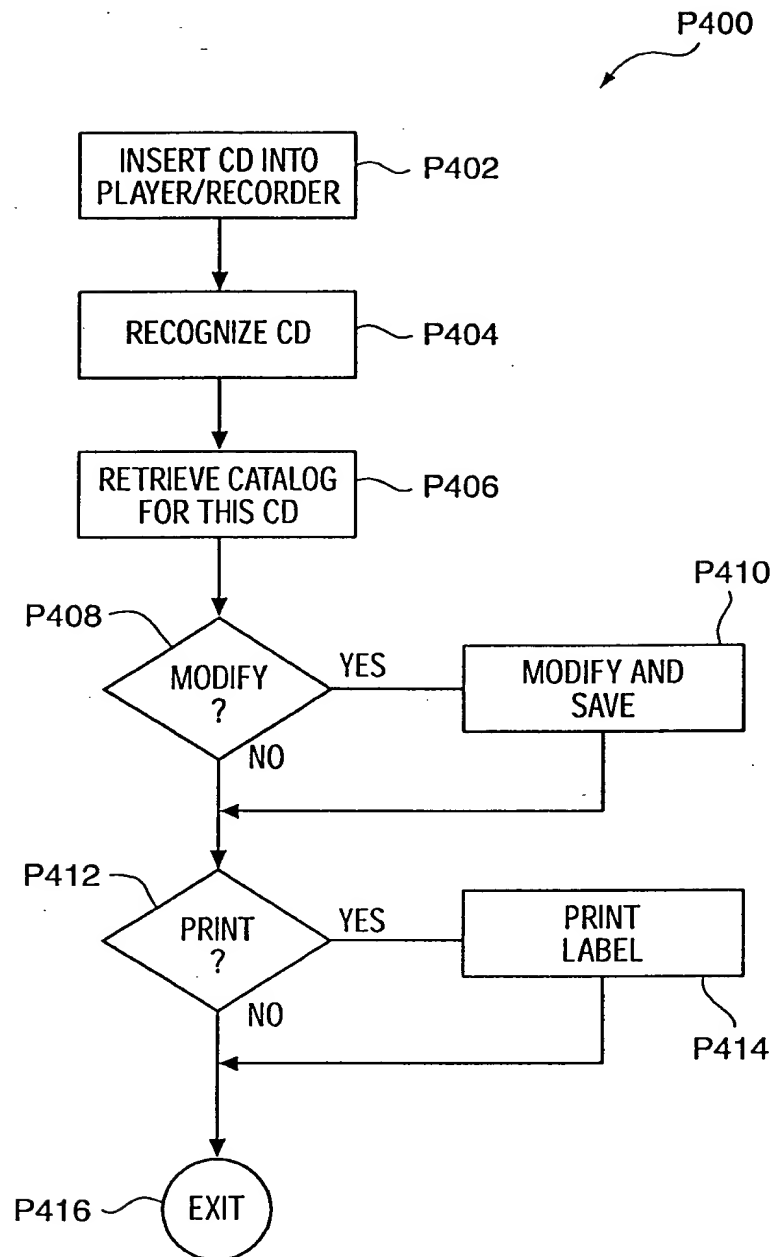 P400
INSERT CD INTO
PLAYER/RECORDER
P402
RECOGNIZE CD
P404
RETRIEVE CATALOG
FOR THIS CD
P406
P408
MODIFY
?
YES
NO
P410
MODIFY AND
SAVE
P412
PRINT
?
YES
NO
PRINT
LABEL
P414
P416
EXIT